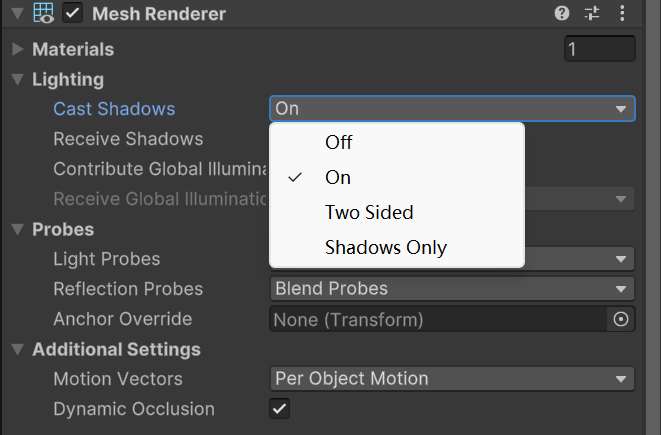 Mesh Renderer
Materials 1
Lighting
Cast Shadows On
Receive Shadows Off
Contribute Global Illumina On
Receive Global Illuminatio Two Sided
Probes Shadows Only
Light Probes
Reflection Probes Blend Probes
Anchor Override None (Transform)
Additional Settings
Motion Vectors Per Object Motion
Dynamic Occlusion